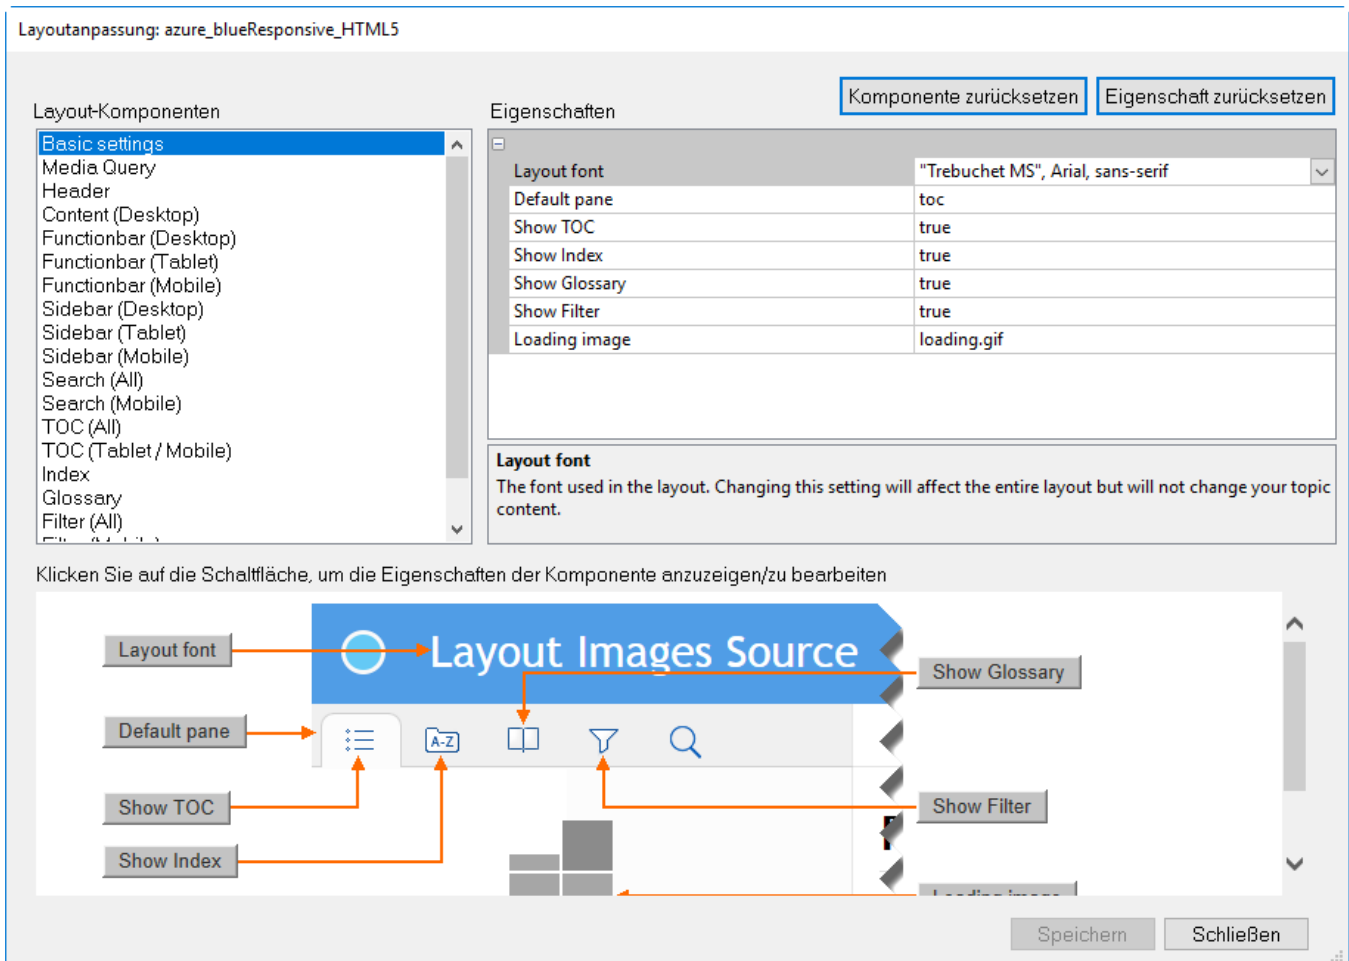 Layoutanpassung: azure_blueResponsive_HTML5
Komponente zurücksetzen
Eigenschaft zurücksetzen
Layout-Komponenten
Eigenschaften
Basic settings
Media Query
Header
Content (Desktop)
Functionbar (Desktop)
Functionbar (Tablet)
Functionbar (Mobile)
Sidebar (Desktop)
Sidebar (Tablet)
Sidebar (Mobile)
Search (All)
Search (Mobile)
TOC (All)
TOC (Tablet / Mobile)
Index
Glossary
Filter (All)
Layout font "Trebuchet MS", Arial, sans-serif
Default pane toc
Show TOC true
Show Index true
Show Glossary true
Show Filter true
Loading image loading.gif
Layout font
The font used in the layout. Changing this setting will affect the entire layout but will not change your topic
content.
Klicken Sie auf die Schaltfläche, um die Eigenschaften der Komponente anzuzeigen/zu bearbeiten
Layout font
Layout Images Source
Show Glossary
Default pane
A-Z
Show TOC
Show Filter
Show Index
Loading image
Speichern
Schließen